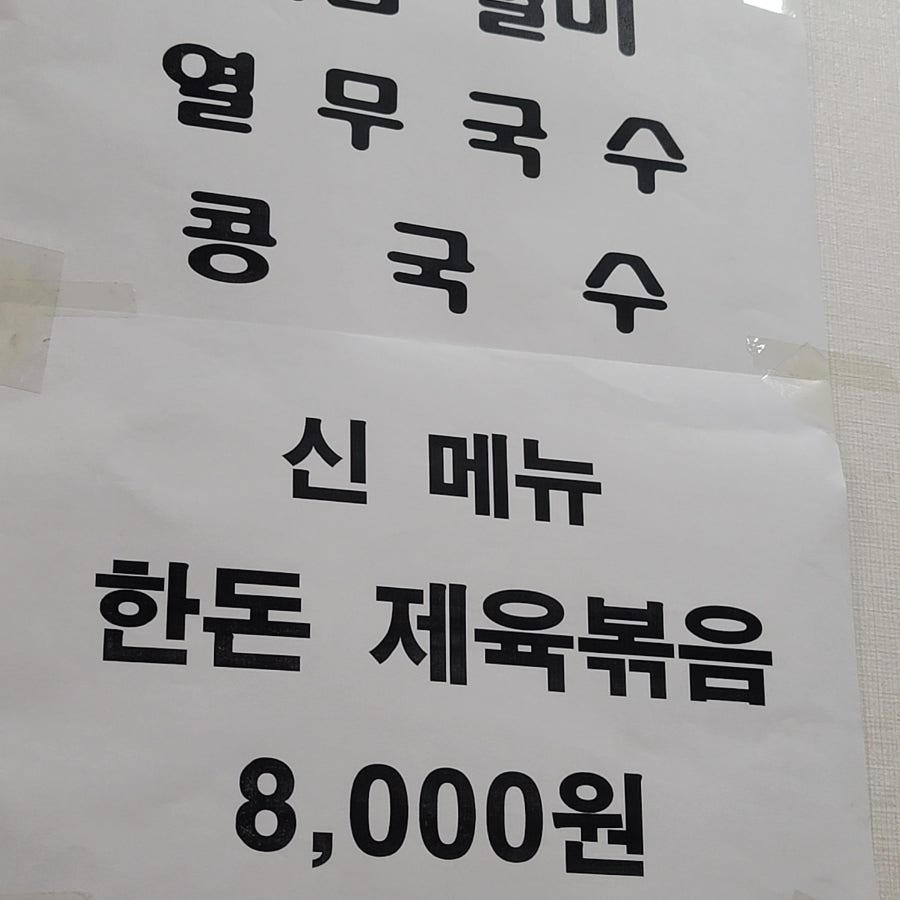 열무국수
콩국수
신 메뉴
한돈 제육볶음
8,000원